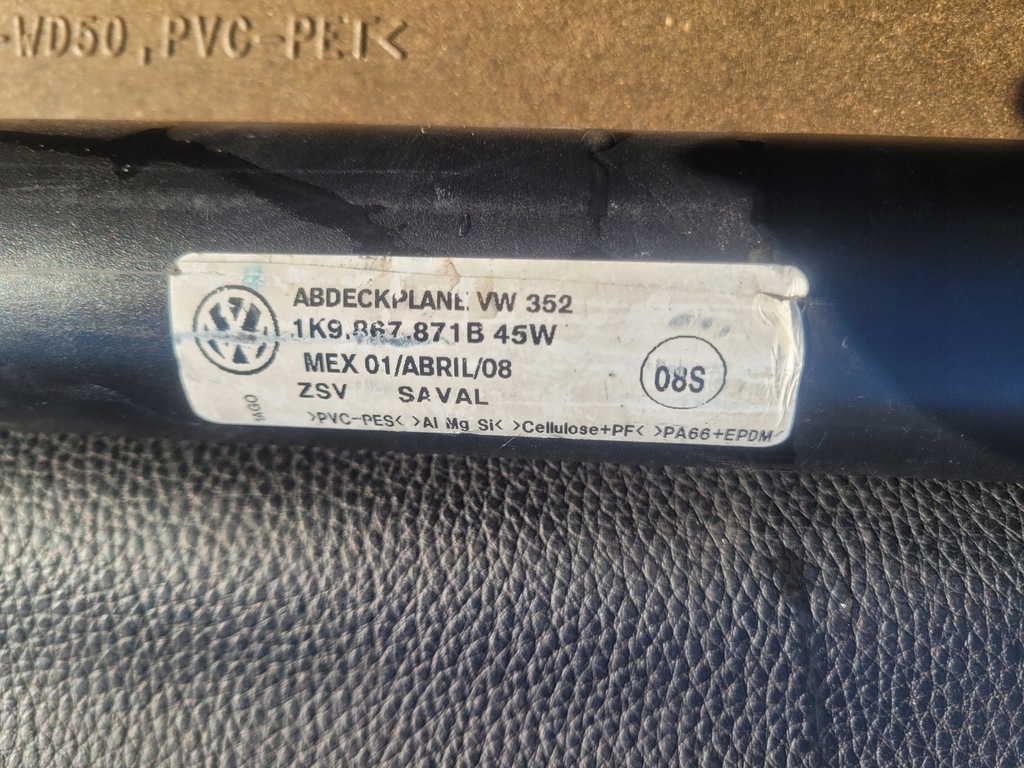 -WD50,PVC-PET<
ABDECKPLANE VW 352
1K9.867.871B 45W
MEX 01/ABRIL/08
ZSV SAVAL
08S
1AGO
>PVC-PES< >Al Mg Si< >Cellulose+PF< >PA66+EPDM<